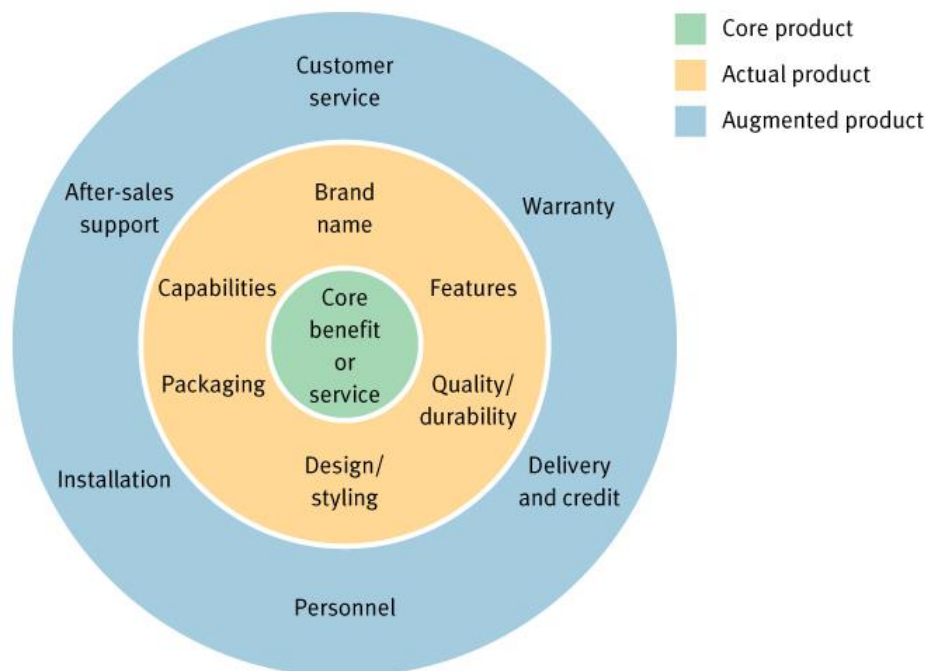 Core product
Actual product
Augmented product
Customer
service
After-sales
support
Warranty
Brand
name
Capabilities
Features
Core
benefit
or
service
Packaging
Quality/
durability
Design/
styling
Installation
Delivery
and credit
Personnel